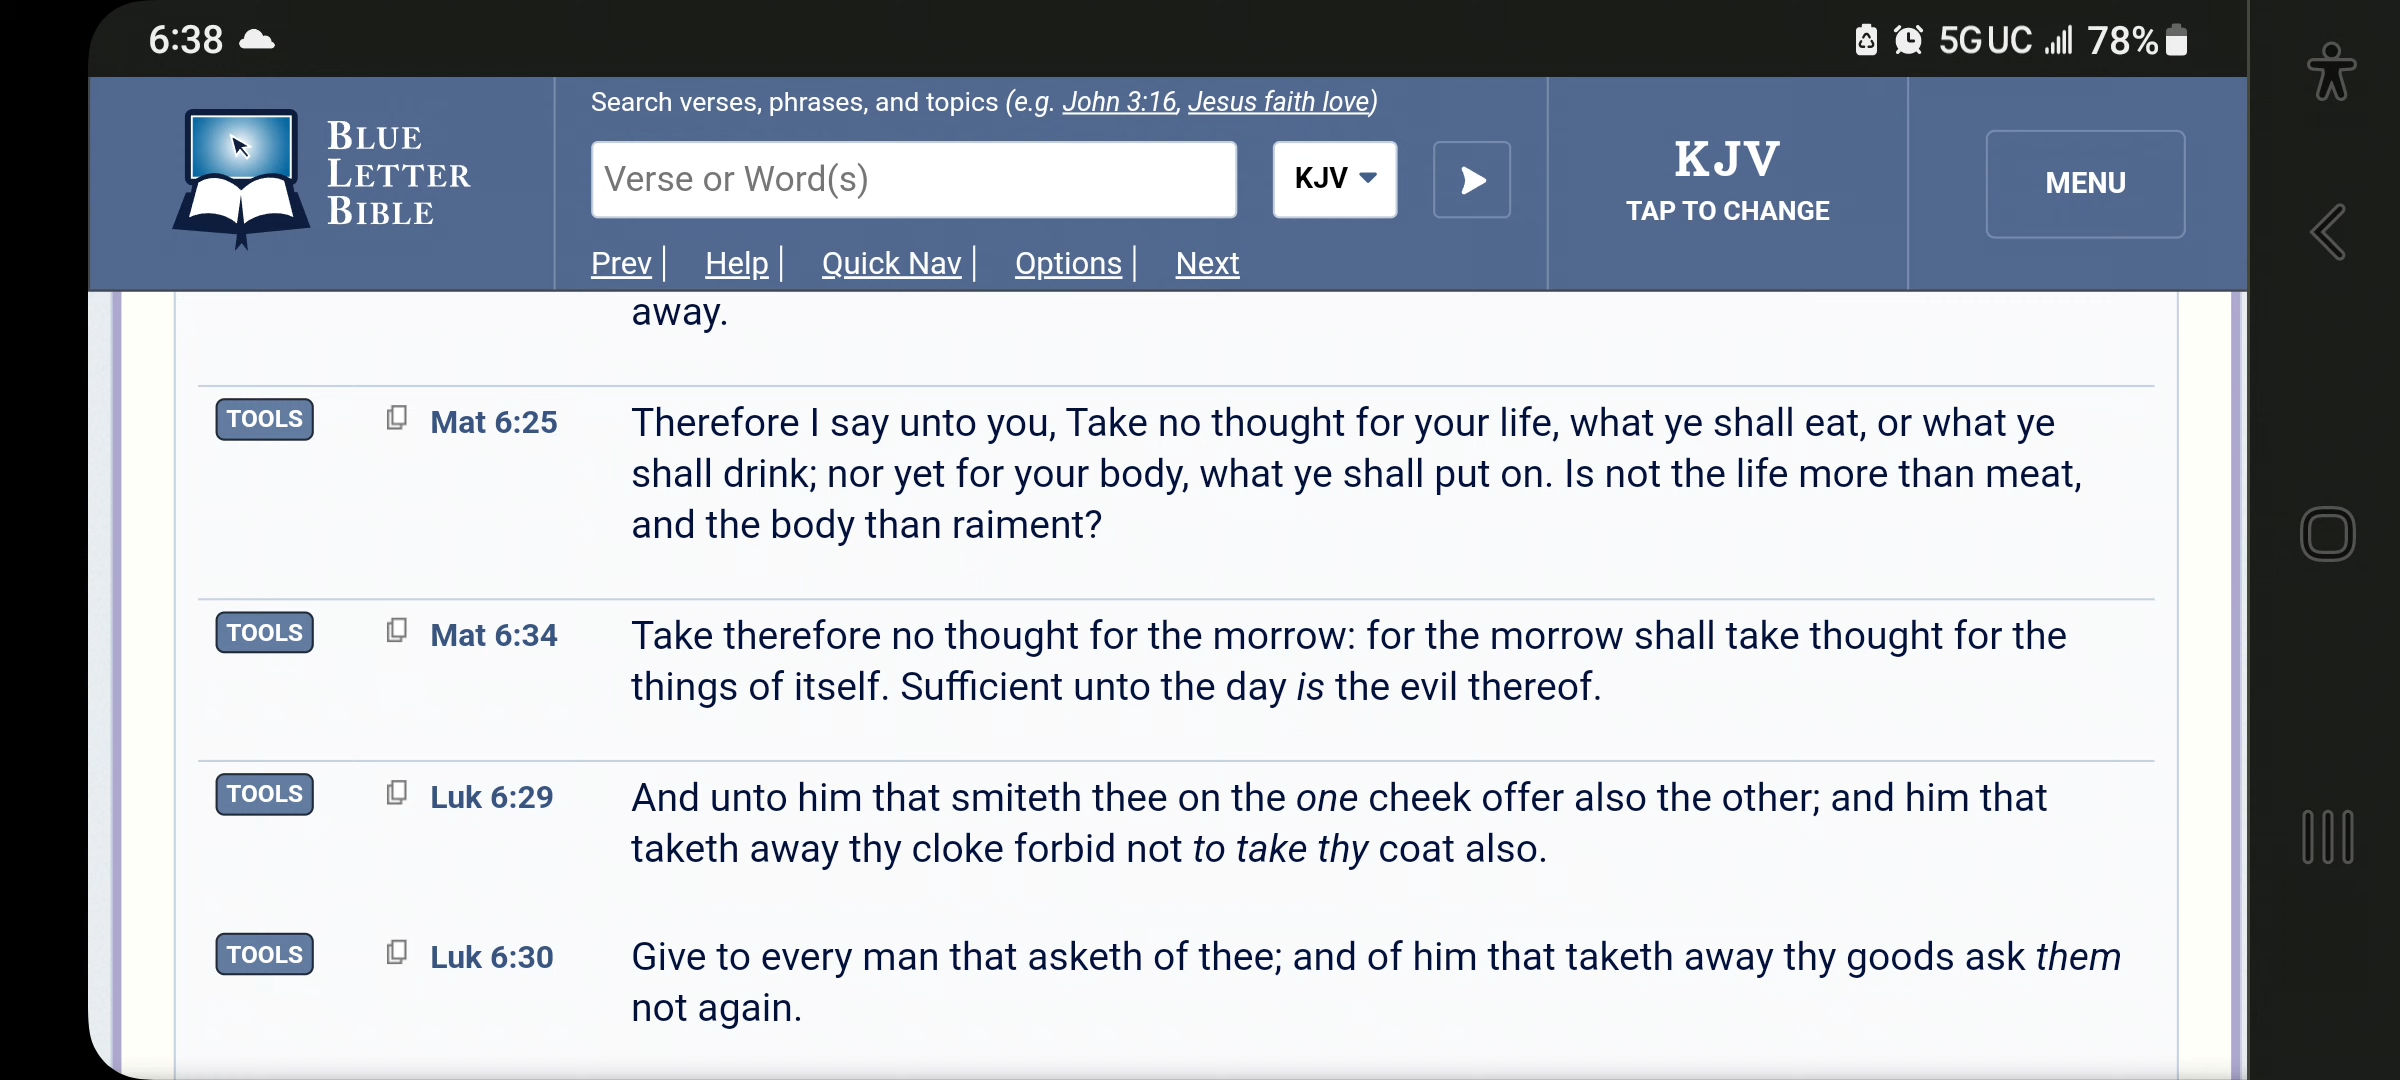 6:38
5G UC 78%
BLUE
LETTER
BIBLE
Search verses, phrases, and topics (e.g. John 3:16, Jesus faith love)
Verse or Word(s)
KJV
Prev | Help | Quick Nav | Options | Next
KJV
TAP TO CHANGE
MENU
away.
TOOLS Mat 6:25 Therefore I say unto you, Take no thought for your life, what ye shall eat, or what ye
shall drink; nor yet for your body, what ye shall put on. Is not the life more than meat,
and the body than raiment?
TOOLS Mat 6:34 Take therefore no thought for the morrow: for the morrow shall take thought for the
things of itself. Sufficient unto the day is the evil thereof.
TOOLS Luk 6:29 And unto him that smiteth thee on the one cheek offer also the other; and him that
taketh away thy cloke forbid not to take thy coat also.
TOOLS Luk 6:30 Give to every man that asketh of thee; and of him that taketh away thy goods ask them
not again.